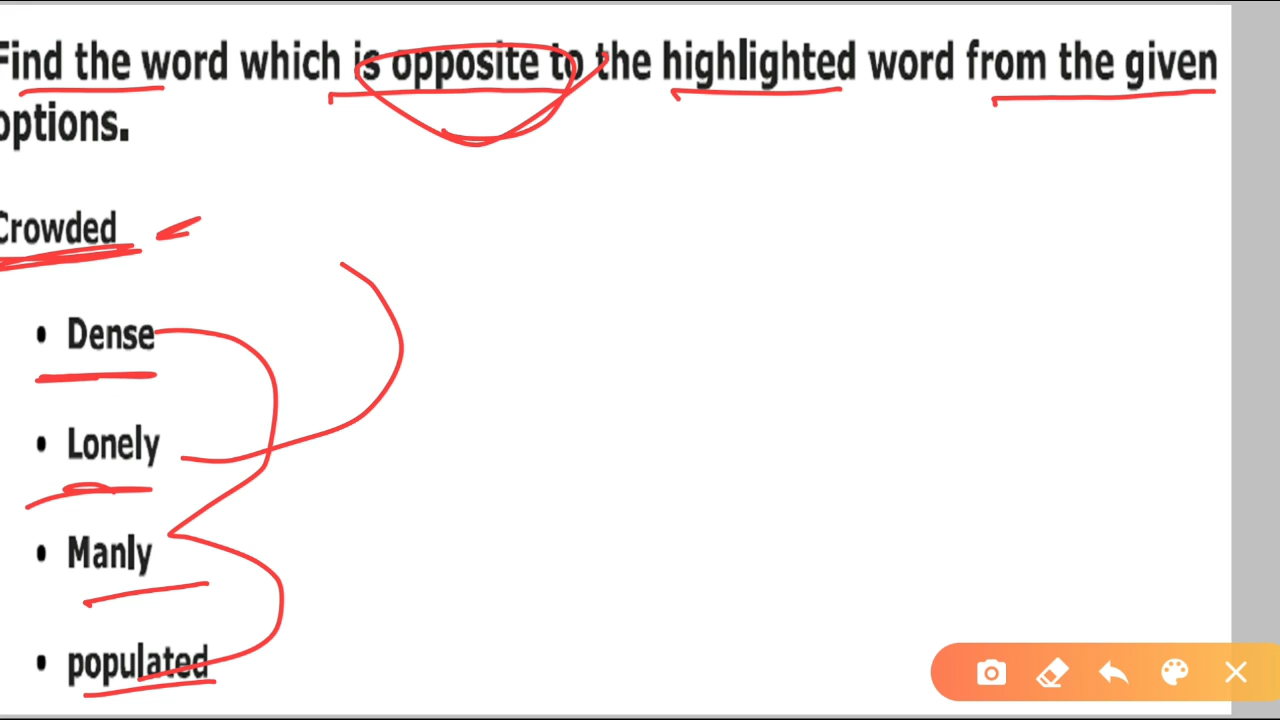 Find the word which is opposite to the highlighted word from the given
options.
Crowded
• Dense
• Lonely
• Manly
• populated